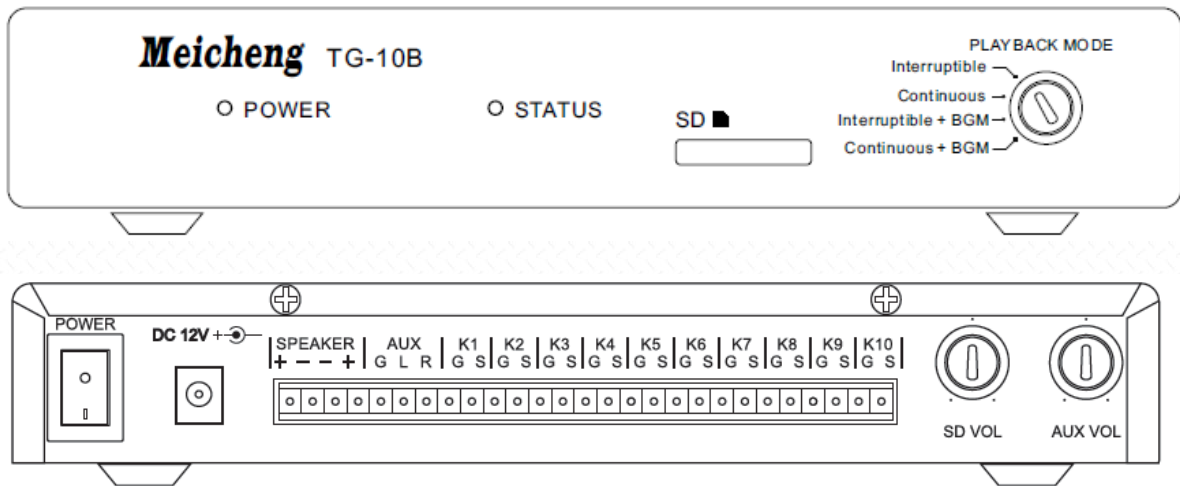 Meicheng TG-10B
PLAYBACK MODE
Interruptible
Continuous
Interruptible + BGM
Continuous + BGM
POWER
STATUS
SD
POWER
DC 12V +
SPEAKER AUX K1 K2 K3 K4 K5 K6 K7 K8 K9 K10
+ − − + G L R G S G S G S G S G S G S G S G S G S G S
SD VOL
AUX VOL